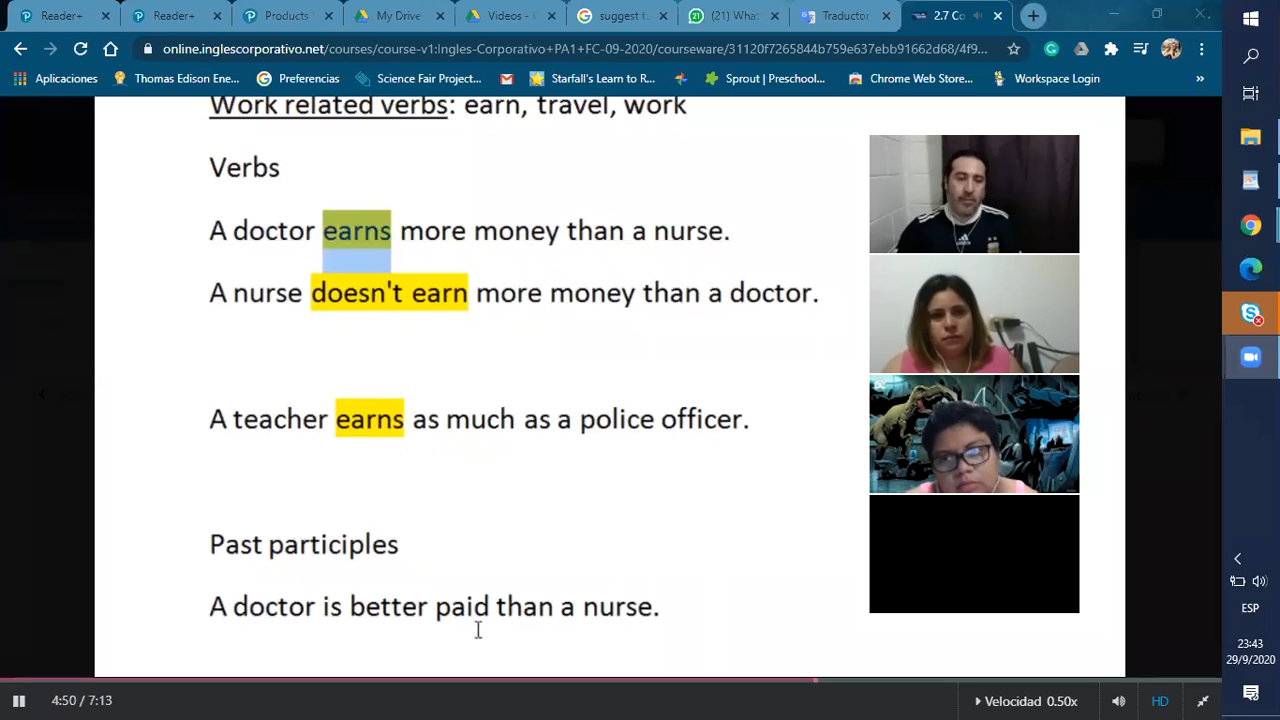 Reader+
Reader+
Products
My Drive
Videos - G
suggest t
(21) What
Traductor
2.7 Co
online.inglescorporativo.net/courses/course-v1:Ingles-Corporativo+PA1+FC-09-2020/courseware/31120f7265844b759e637ebb91662d68/4f9...
Aplicaciones
Thomas Edison Ene...
Preferencias
Science Fair Project...
Starfall's Learn to R...
Sprout | Preschool...
Chrome Web Store...
Workspace Login
»
Work related verbs: earn, travel, work
Verbs
A doctor earns more money than a nurse.
A nurse doesn't earn more money than a doctor.
A teacher earns as much as a police officer.
Past participles
A doctor is better paid than a nurse.
4:50 / 7:13
Velocidad 0.50x
HD
ESP
23:43
29/9/2020